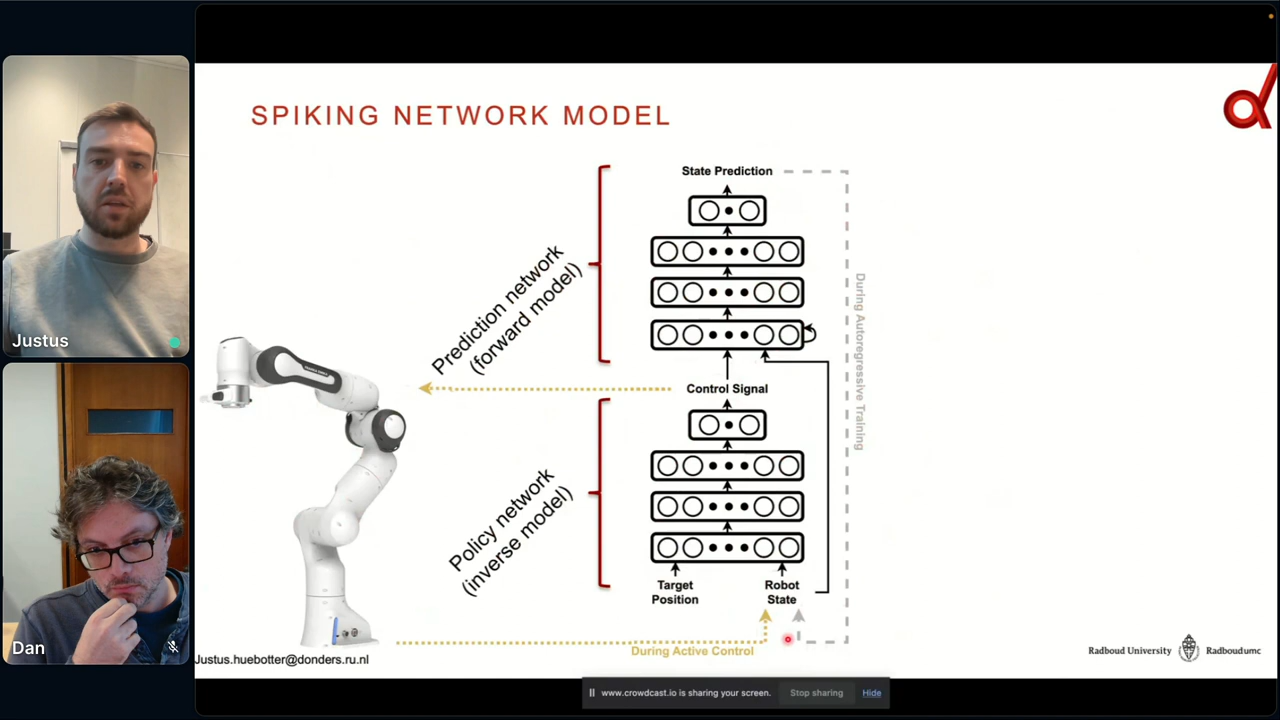 SPIKING NETWORK MODEL
State Prediction
Prediction network
(forward model)
During Autoregressive Training
Justus
Control Signal
Policy network
(inverse model)
Target
Position
Robot
State
Dan
During Active Control
Justus.huebotter@donders.ru.nl
Radboud University
Radboudumc
www.crowdcast.io is sharing your screen.
Stop sharing
Hide